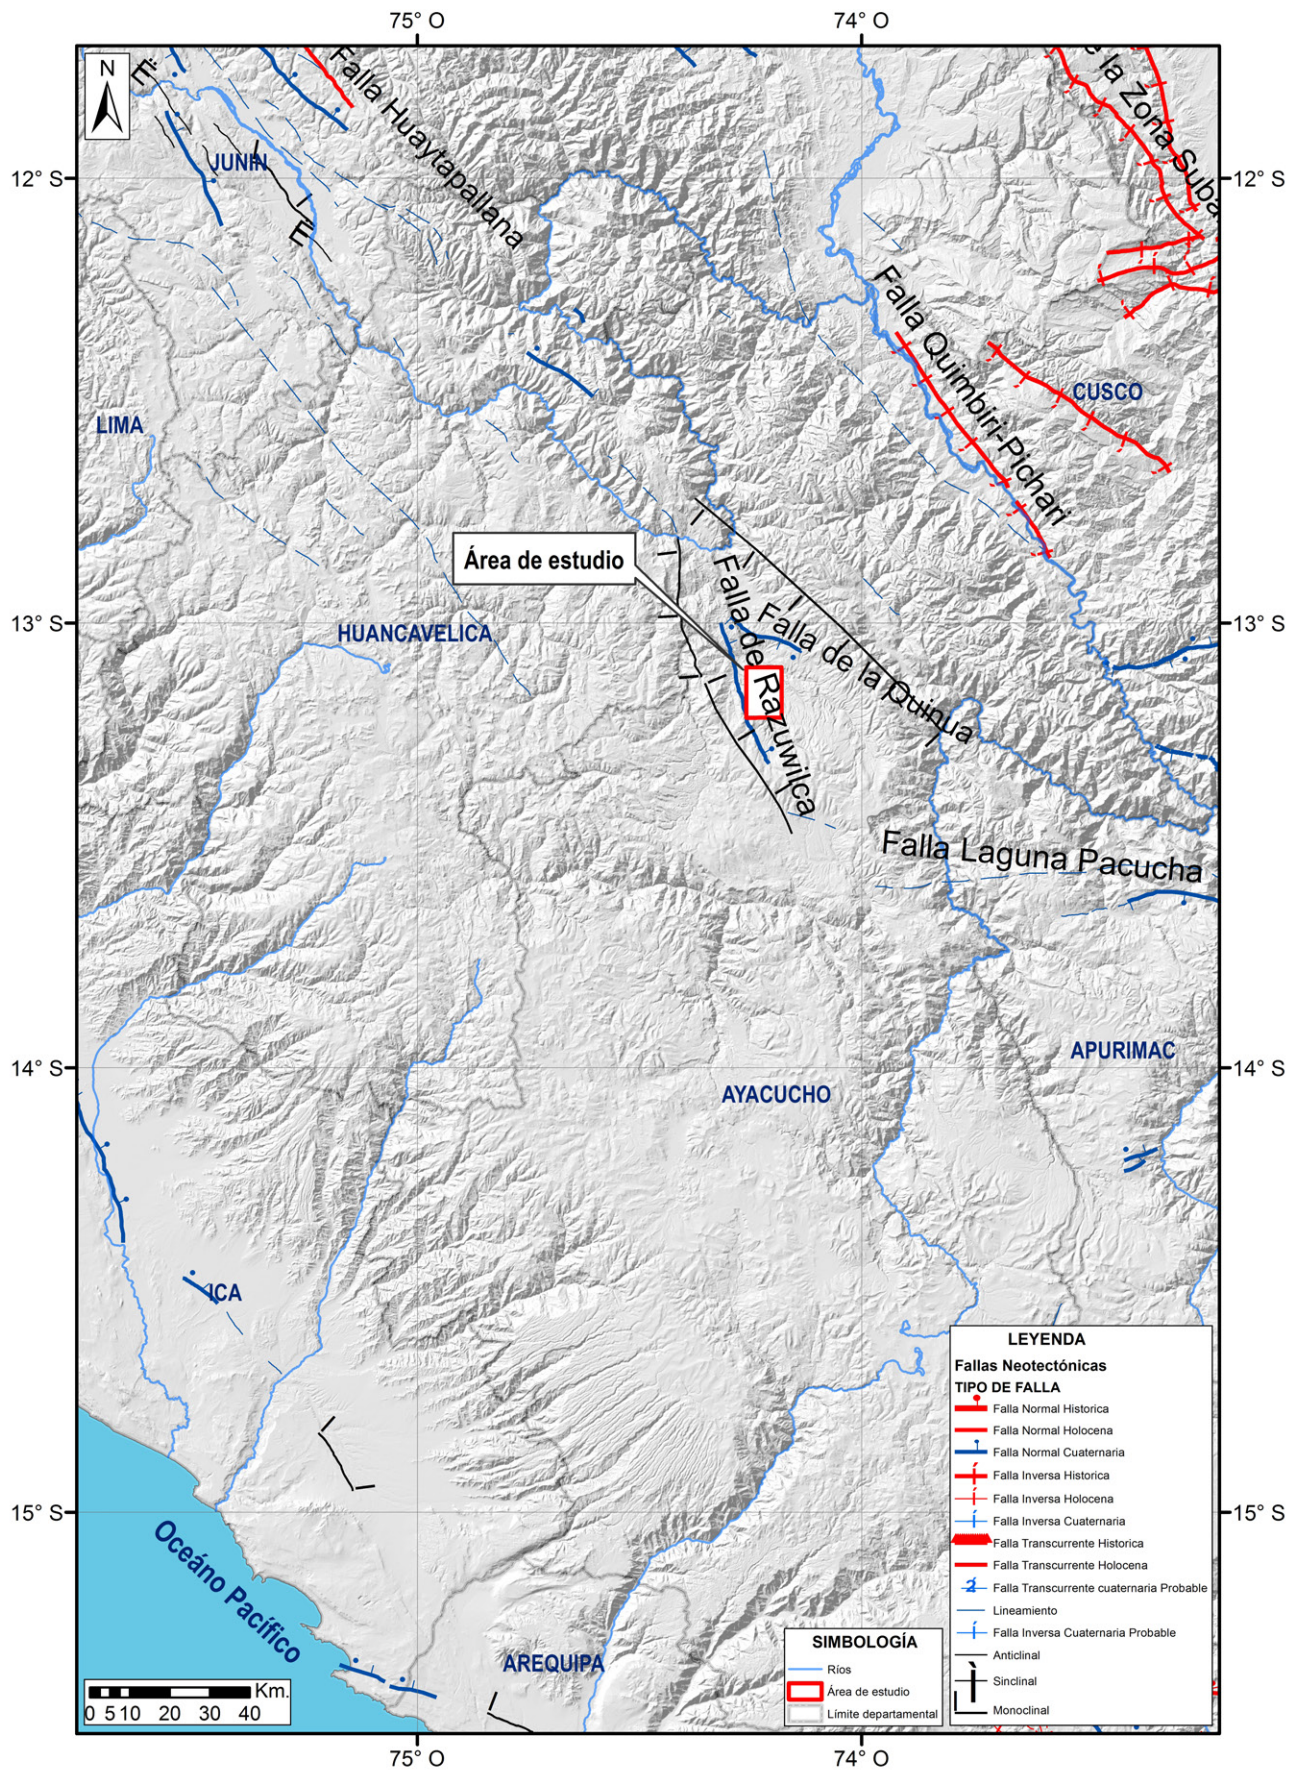 75° O
74° O
N
Ë
Falla Huaytapallana
e la Zona Suba
JUNIN
12° S
12° S
E
Falla Quimbiri-Pichari
CUSCO
LIMA
Área de estudio
Falla de Razuwilca
Falla de la Quinua
13° S
13° S
HUANCAVELICA
Falla Laguna Pacucha
14° S
14° S
APURIMAC
AYACUCHO
ICA
15° S
15° S
Oceáno Pacífico
AREQUIPA
Km.
0 5 10 20 30 40
SIMBOLOGÍA
Ríos
Área de estudio
Límite departamental
LEYENDA
Fallas Neotectónicas
TIPO DE FALLA
Falla Normal Historica
Falla Normal Holocena
Falla Normal Cuaternaria
Falla Inversa Historica
Falla Inversa Holocena
Falla Inversa Cuaternaria
Falla Transcurrente Historica
Falla Transcurrente Holocena
2 Falla Transcurrente cuaternaria Probable
Lineamiento
Falla Inversa Cuaternaria Probable
Anticlinal
Sinclinal
Monoclinal
75° O
74° O